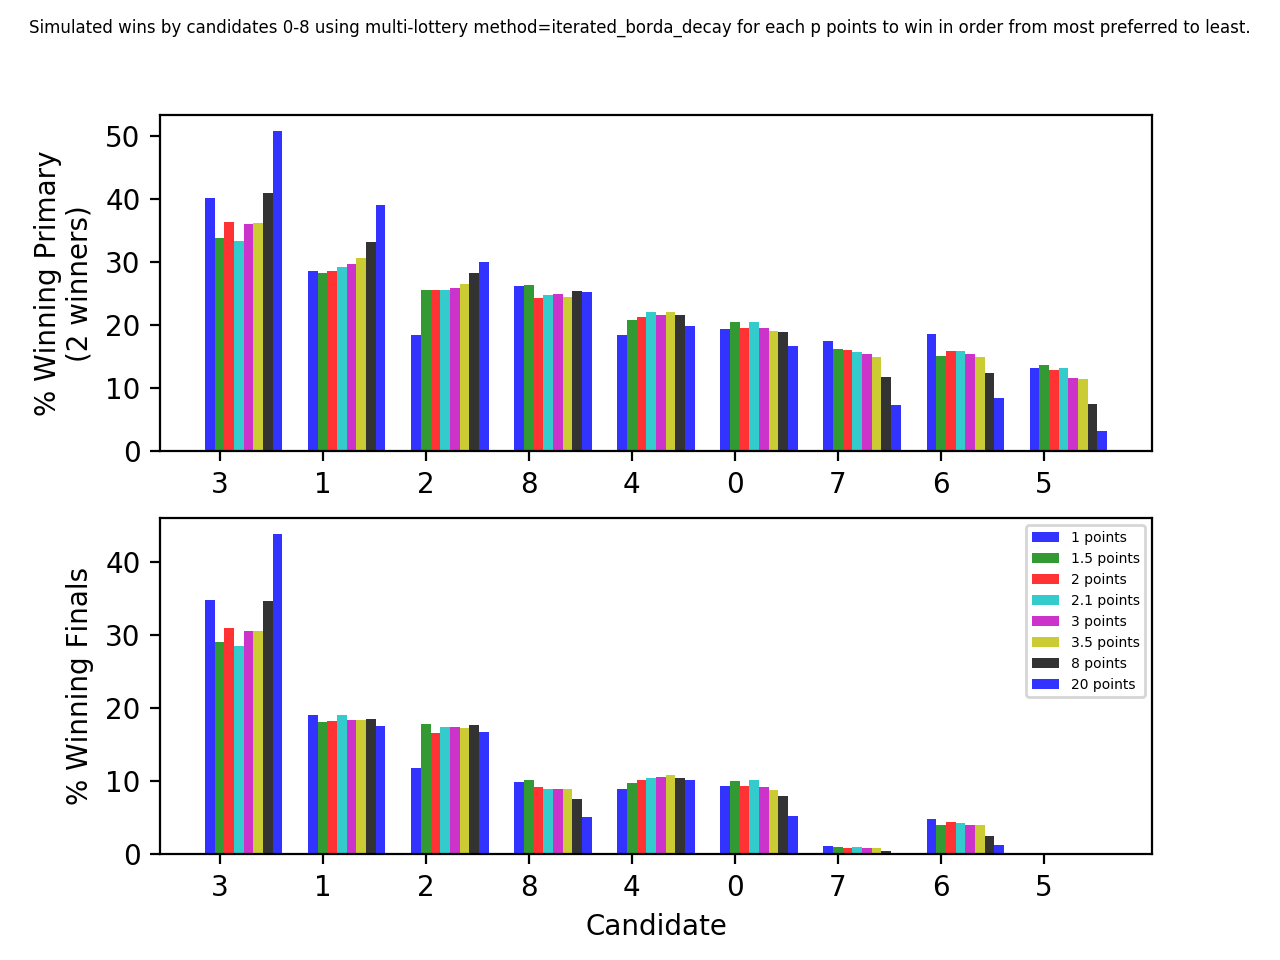 Simulated wins by candidates 0-8 using multi-lottery method=iterated_borda_decay for each p points to win in order from most preferred to least.
% Winning Primary
(2 winners)
50
40
30
20
10
0
3 1 2 8 4 0 7 6 5
% Winning Finals
40
30
20
10
0
1 points
1.5 points
2 points
2.1 points
3 points
3.5 points
8 points
20 points
3 1 2 8 4 0 7 6 5
Candidate